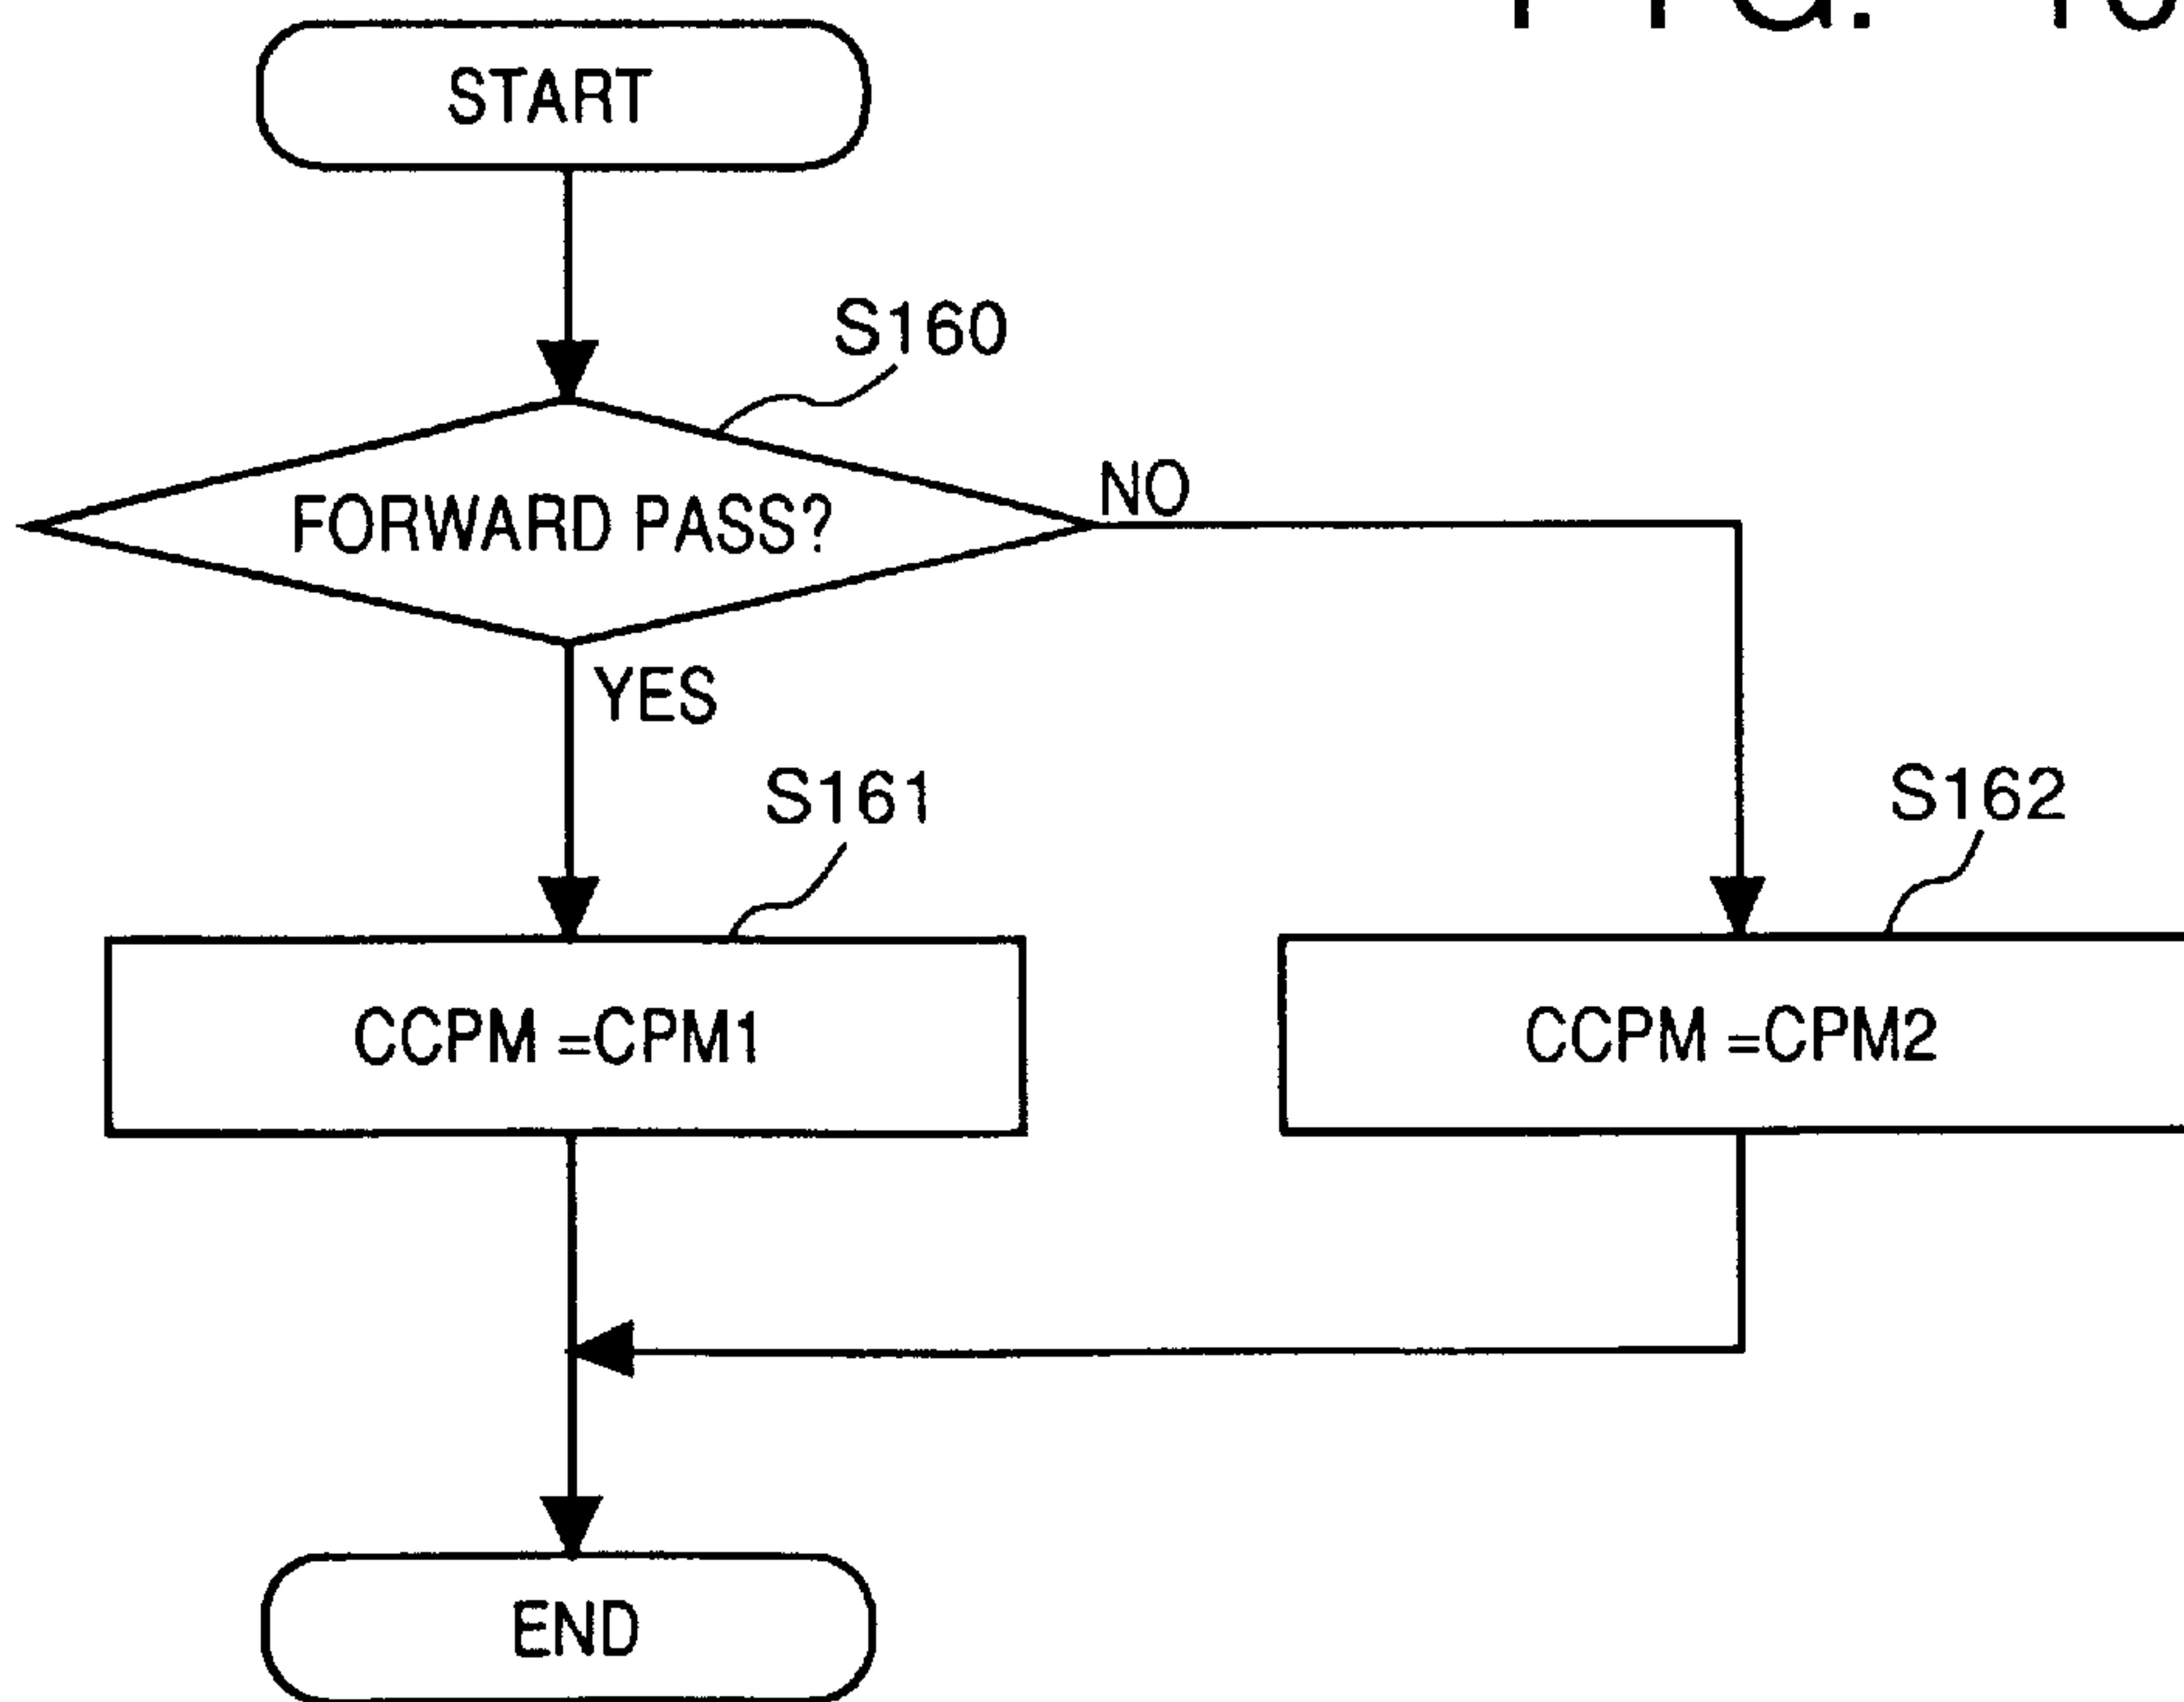 START
S160
FORWARD PASS?
NO
YES
S161
S162
CCPM =CPM1
CCPM =CPM2
END